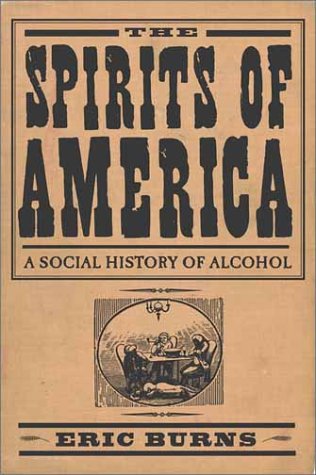 THE
SPIRITS OF
AMERICA
A SOCIAL HISTORY OF ALCOHOL
ERIC BURNS